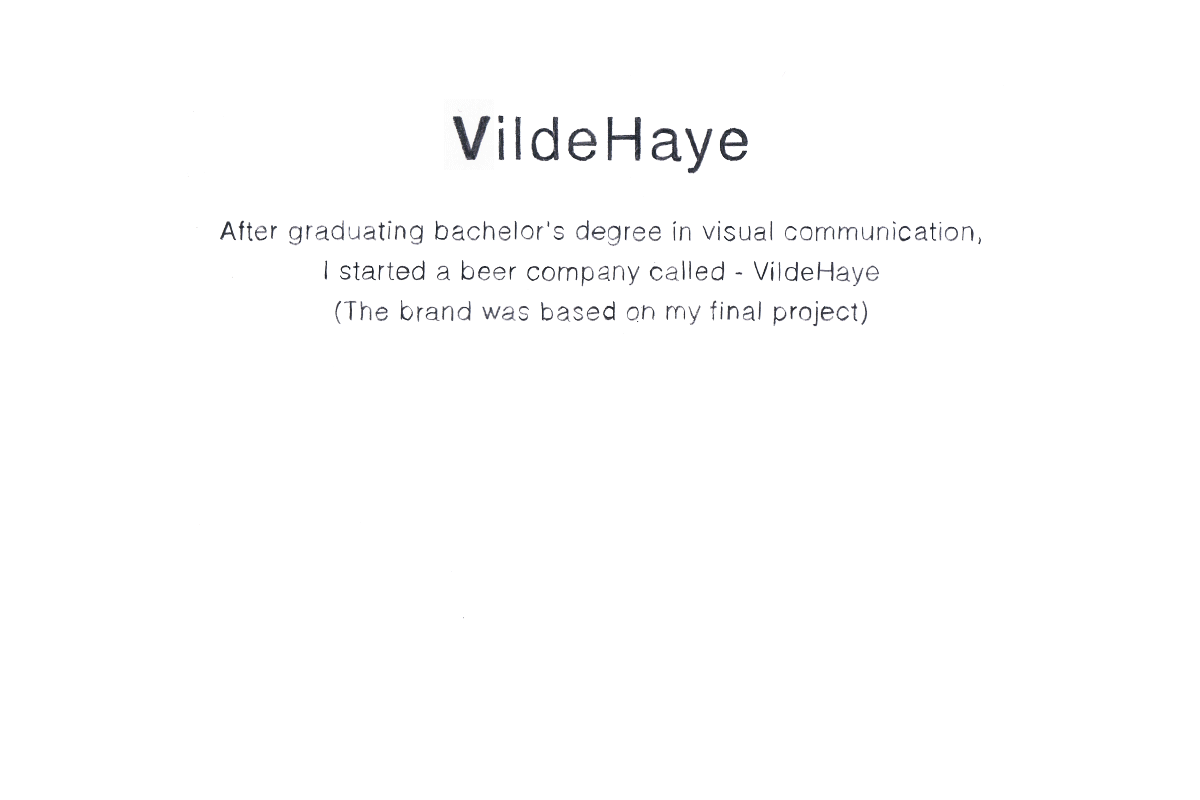 VildeHaye
After graduating bachelor's degree in visual communication,
I started a beer company called - VildeHaye
(The brand was based on my final project)